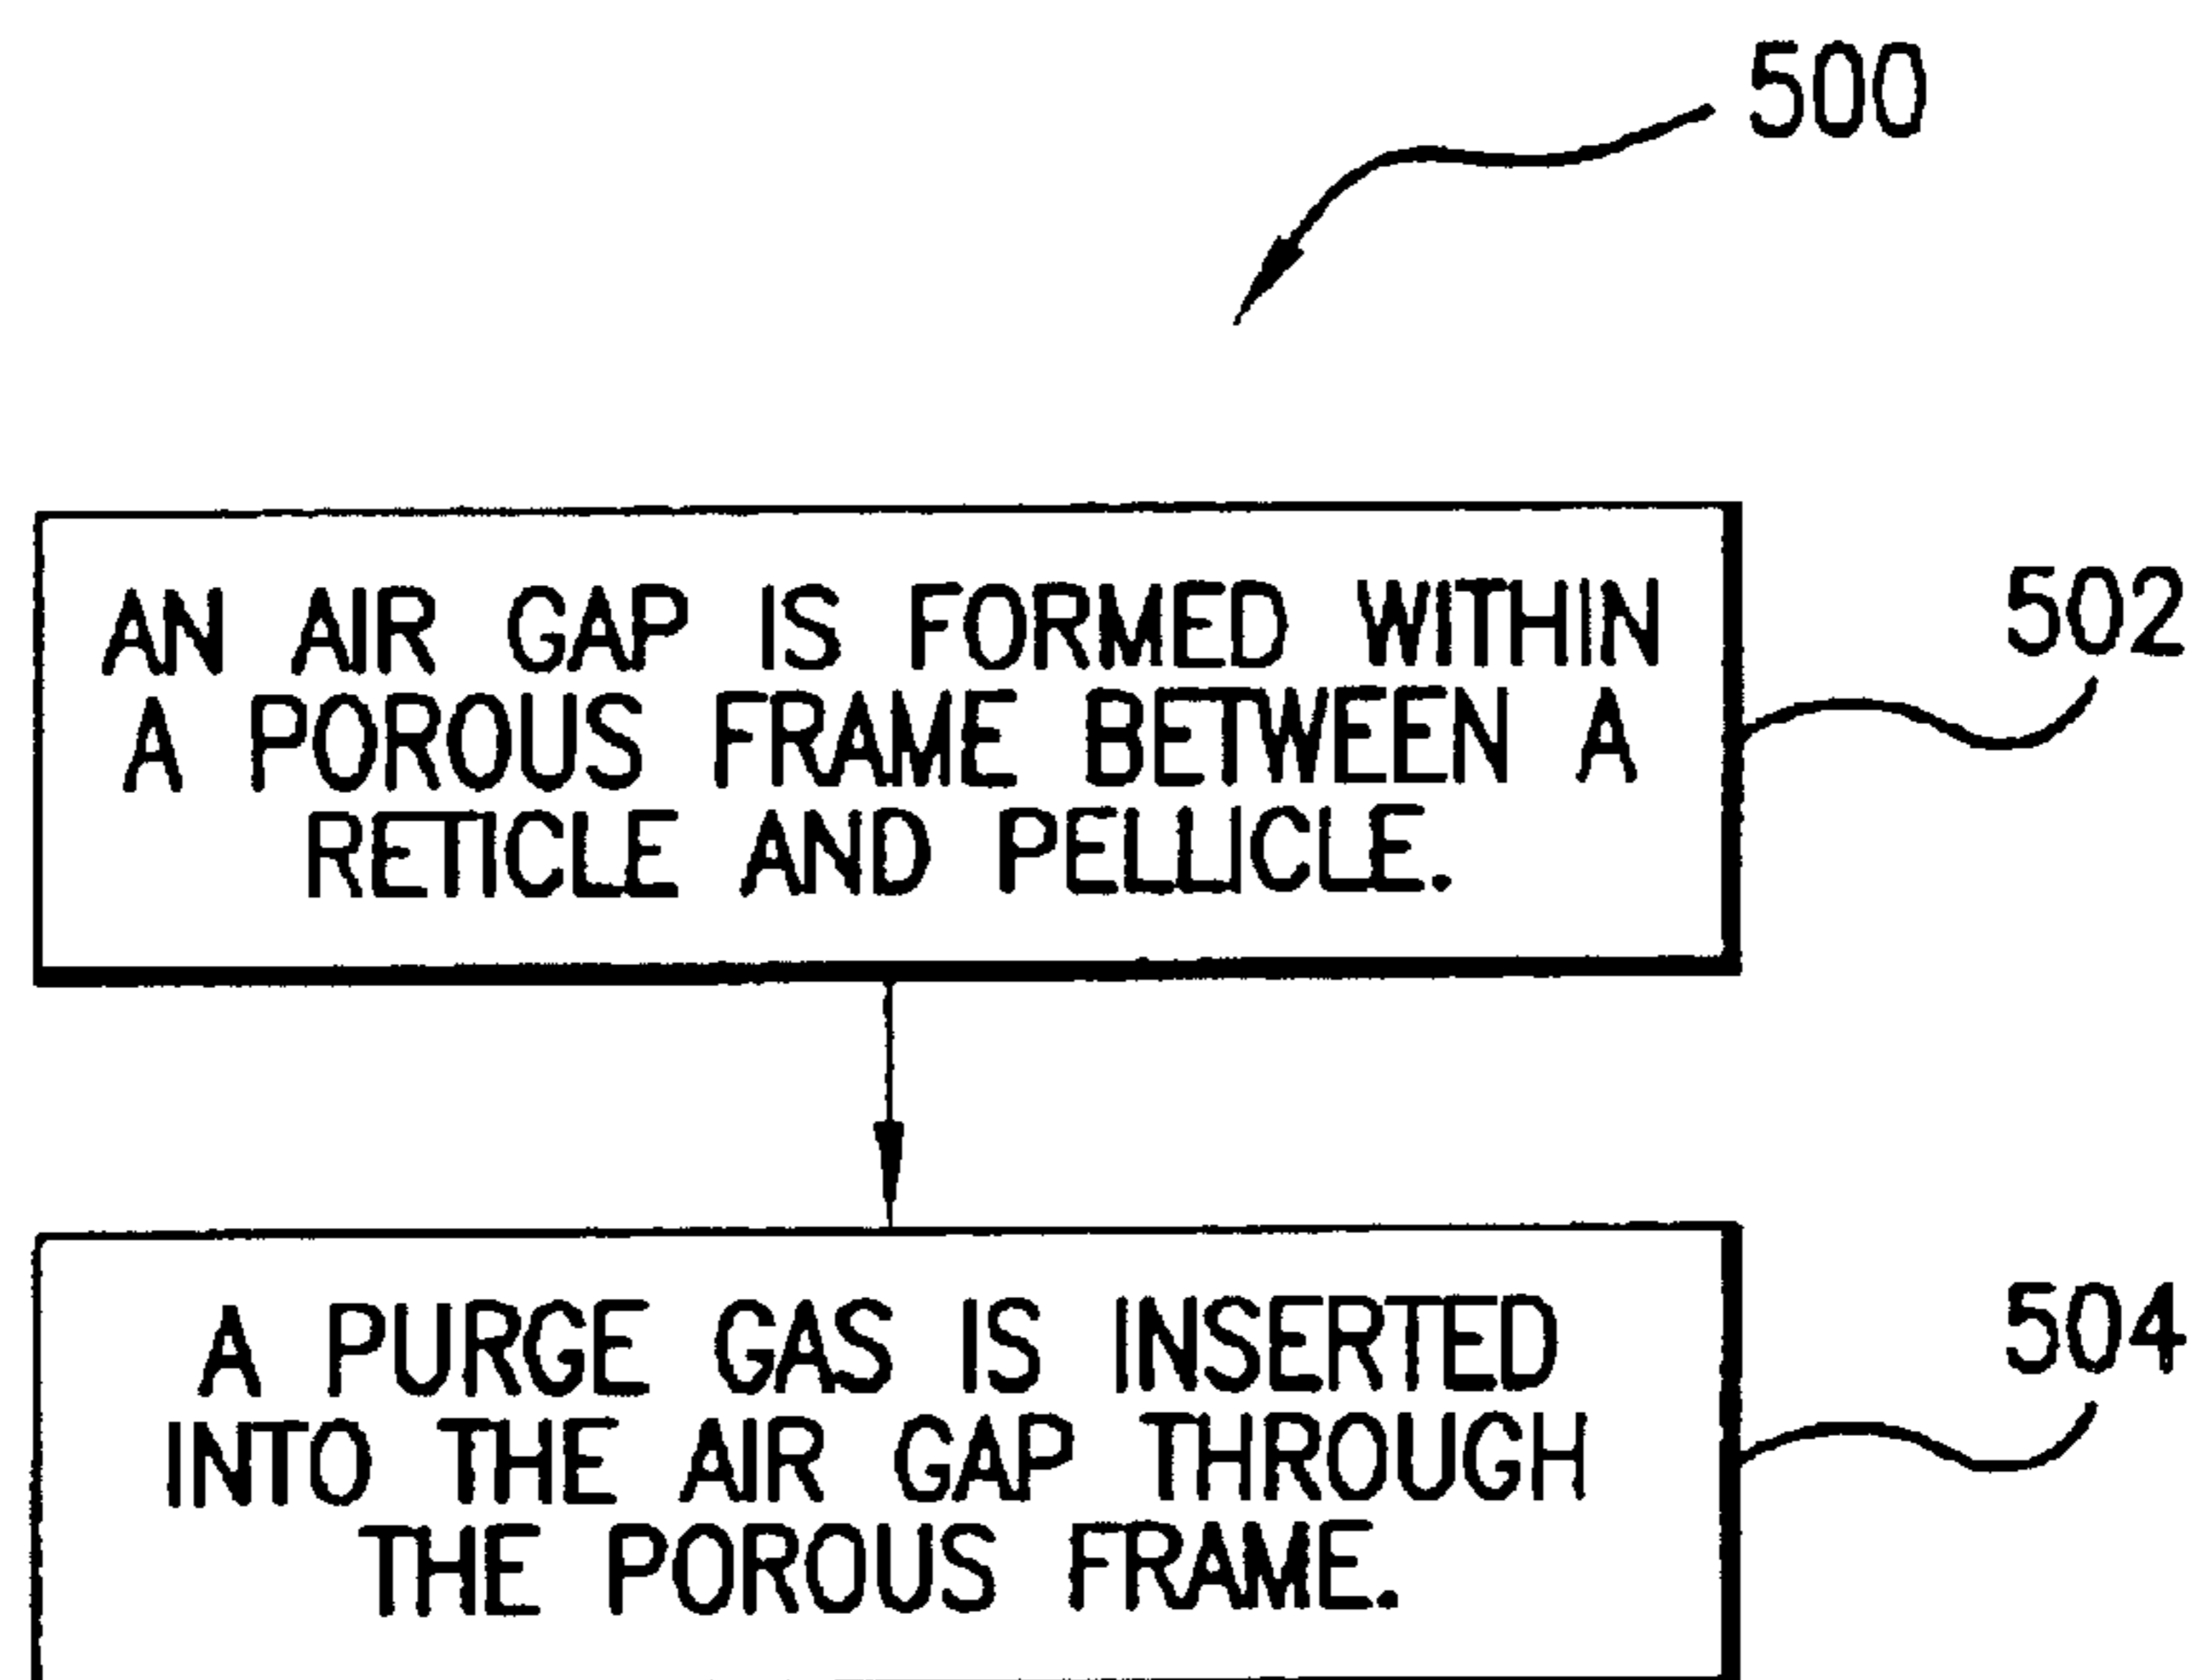 500
AN AIR GAP IS FORMED WITHIN
A POROUS FRAME BETWEEN A
RETICLE AND PELLICLE.
502
A PURGE GAS IS INSERTED
INTO THE AIR GAP THROUGH
THE POROUS FRAME.
504